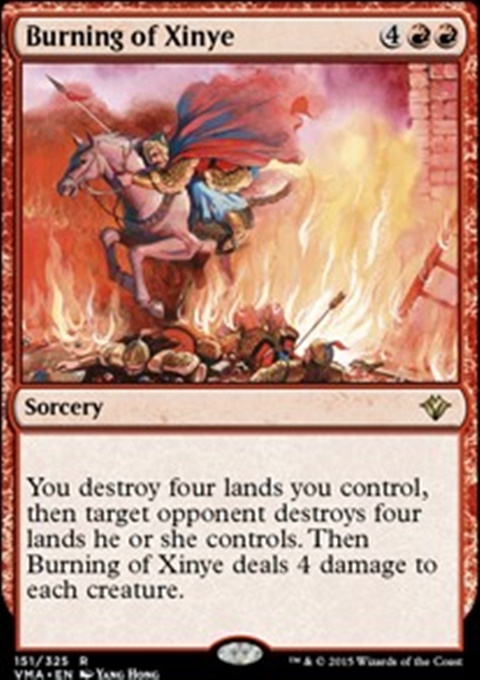 Burning of Xinye 4
Sorcery
You destroy four lands you control,
then target opponent destroys four
lands he or she controls. Then
Burning of Xinye deals 4 damage to
each creature.
151/325 R
VMA • EN Yang Hong
™ & © 2015 Wizards of the Coast